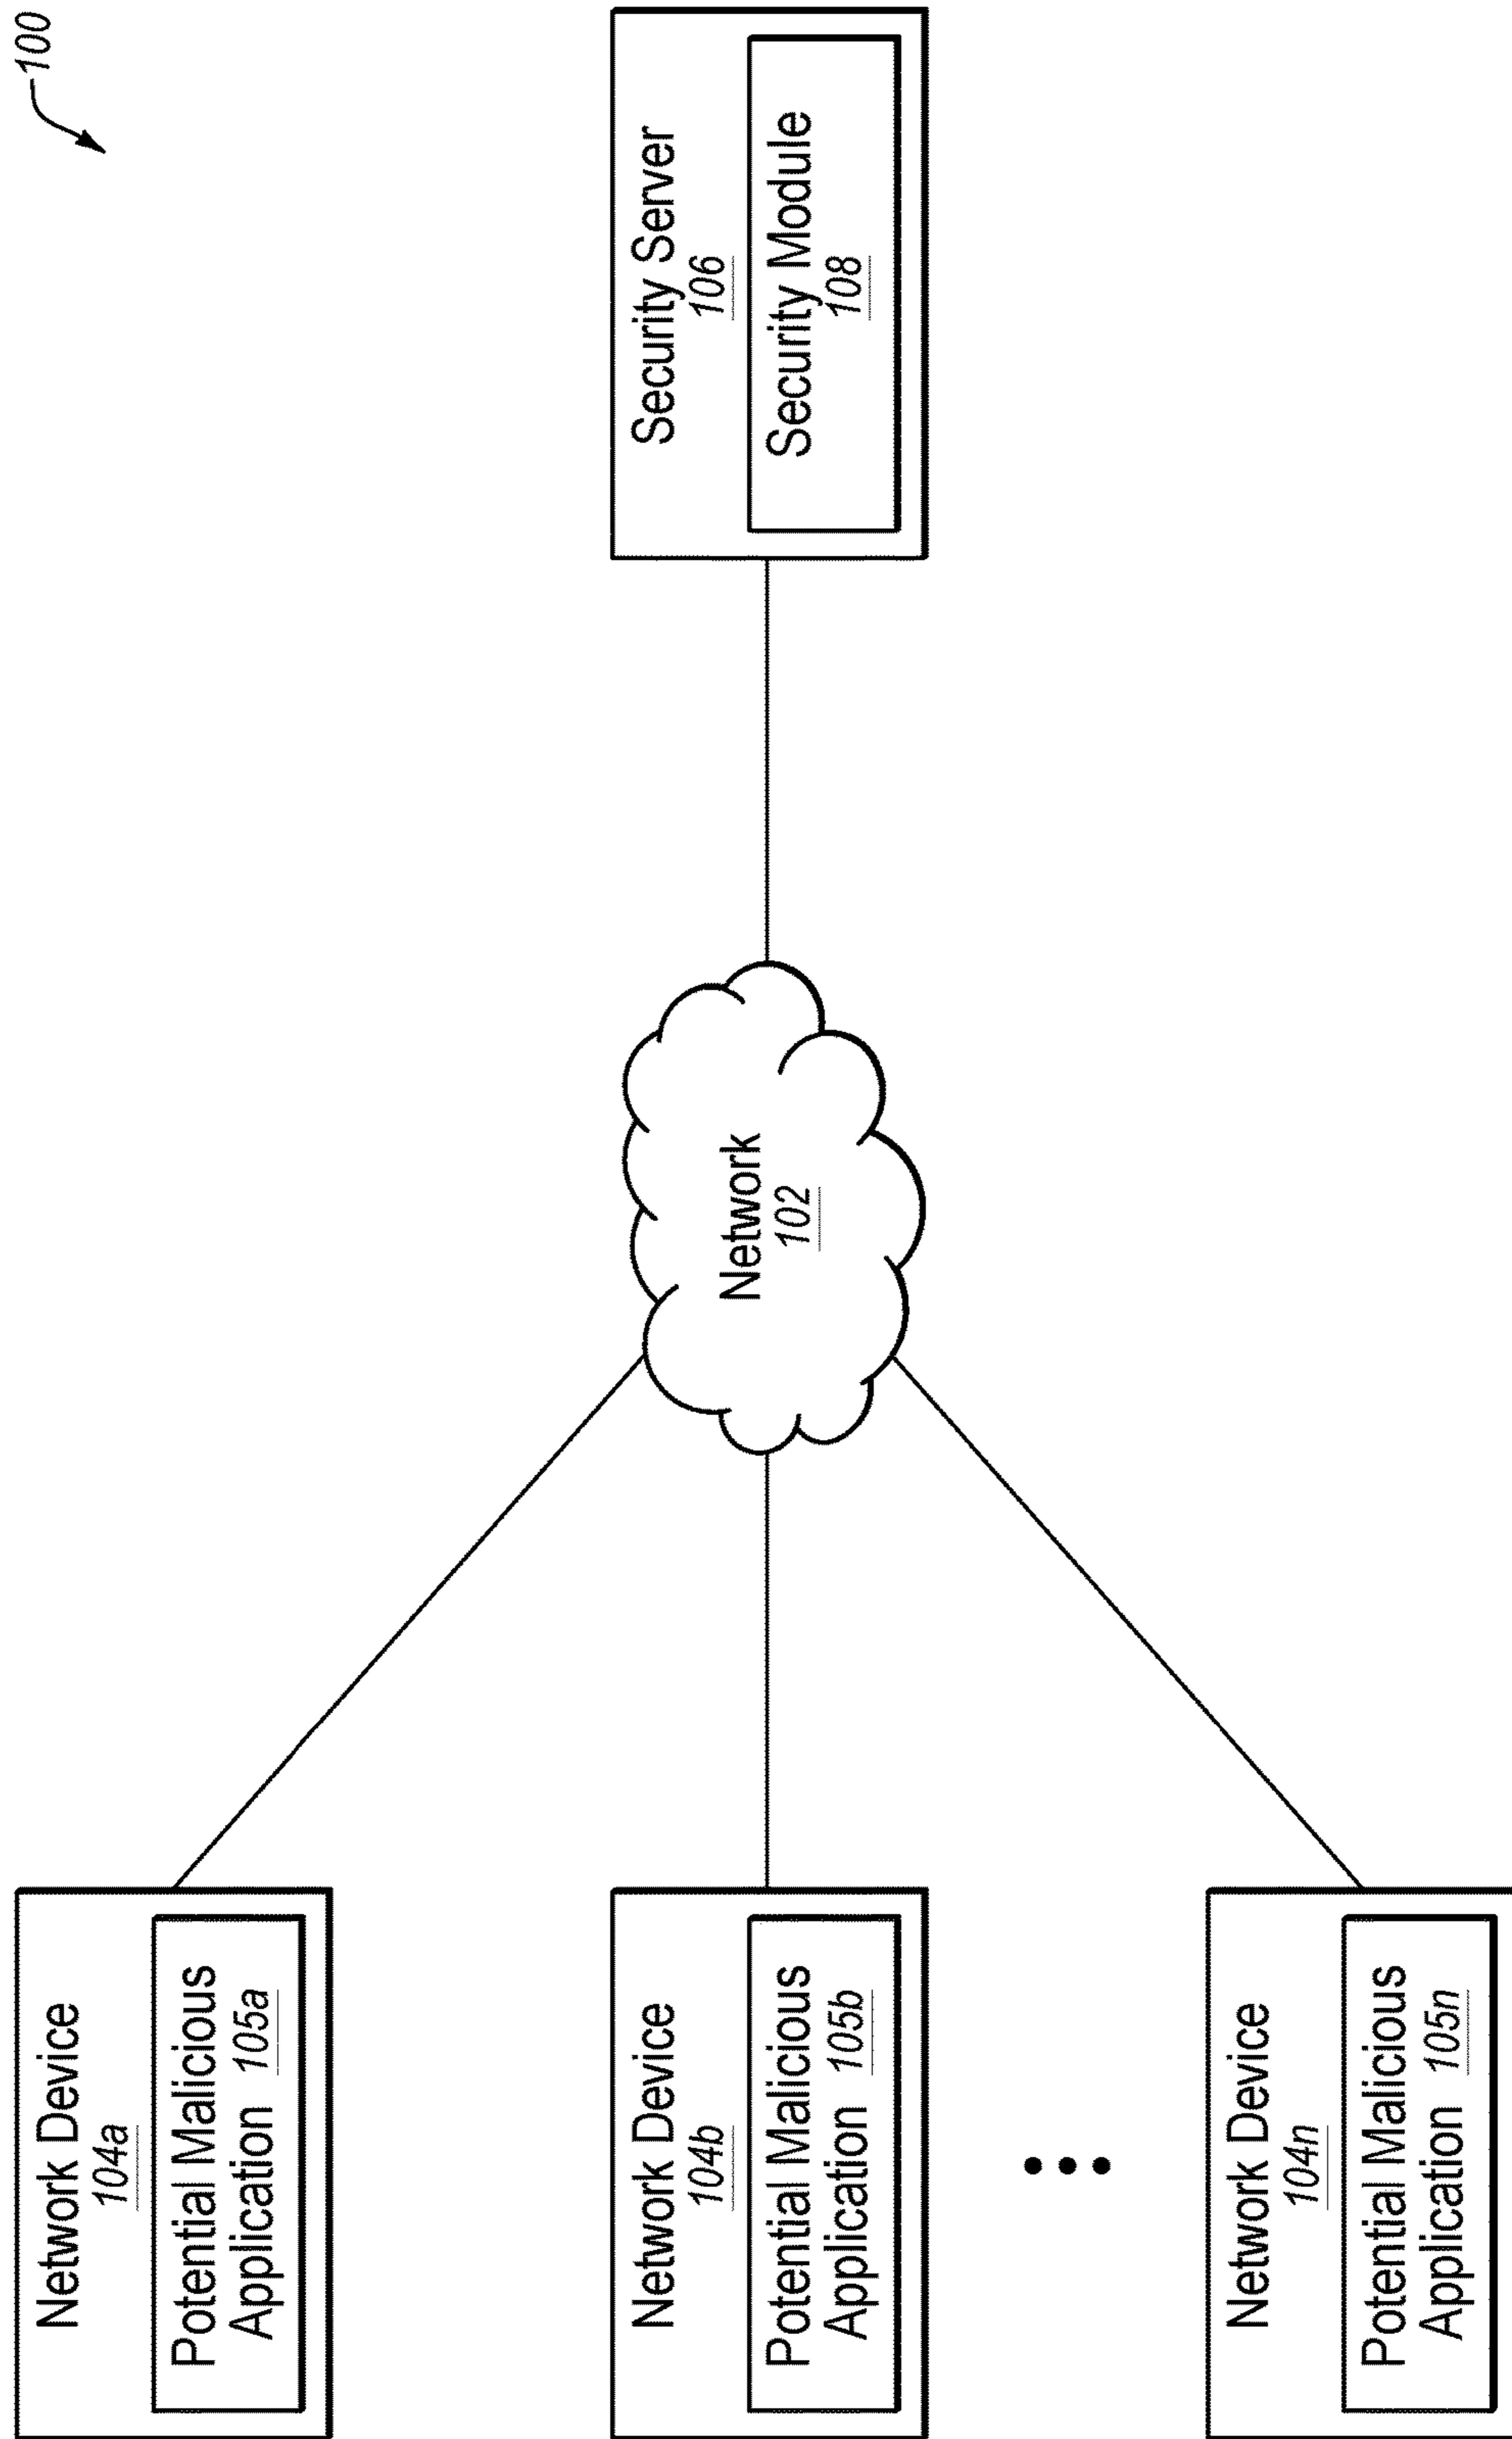 100
Network Device
104a
Potential Malicious
Application 105a
Network Device
104b
Potential Malicious
Application 105b
Network Device
104n
Potential Malicious
Application 105n
Network
102
Security Server
106
Security Module
108